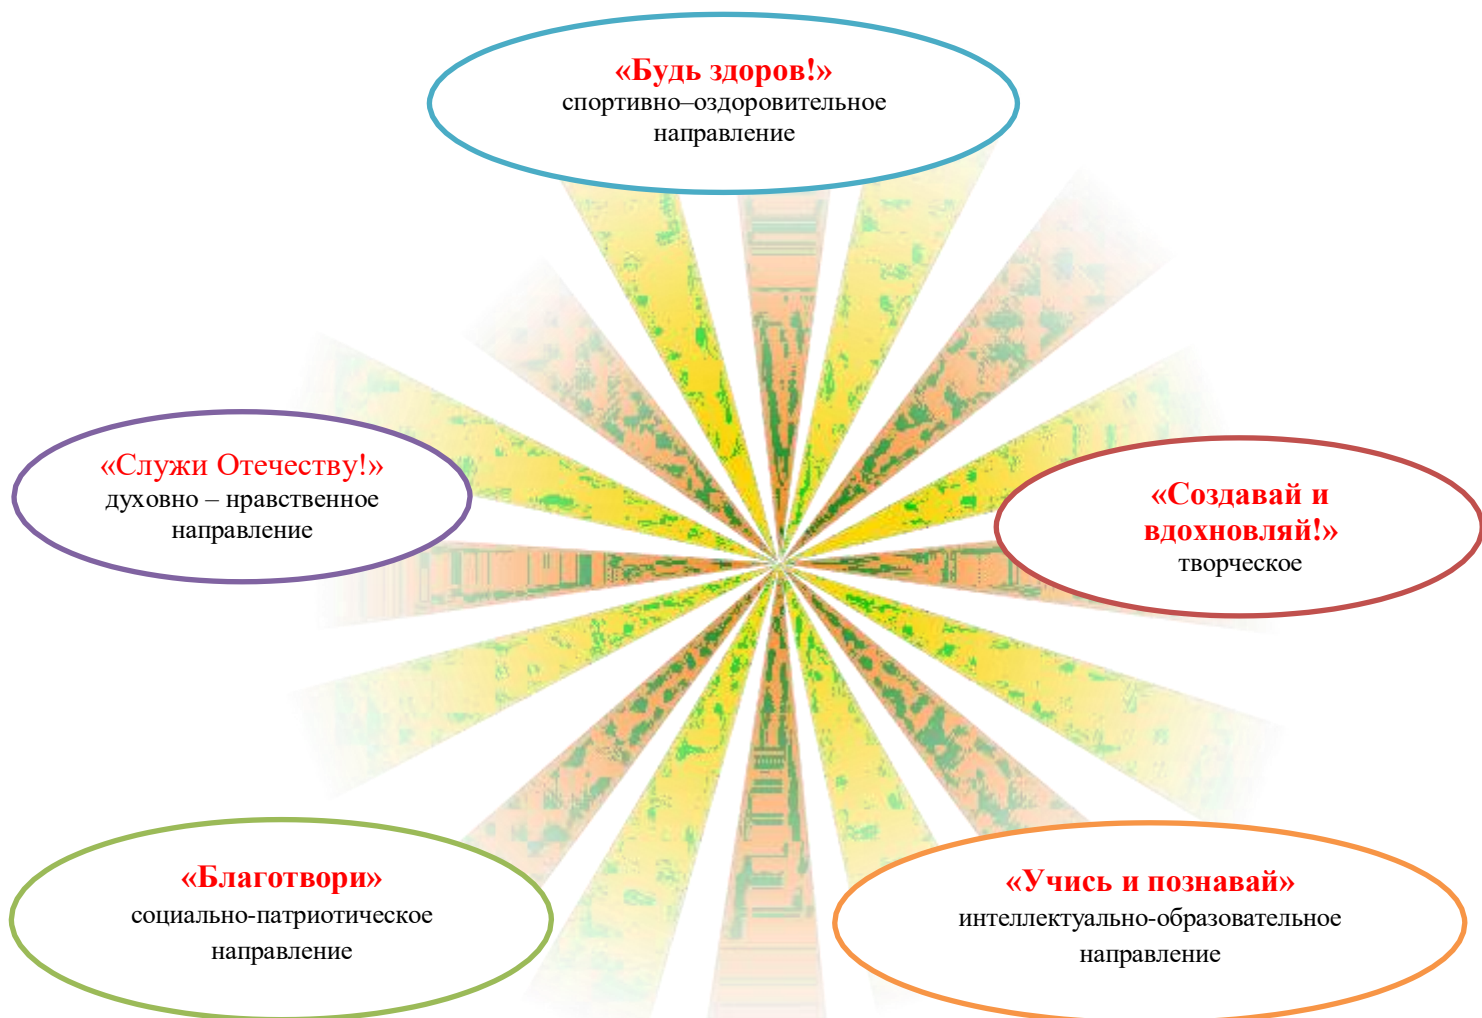 «Будь здоров!»
спортивно–оздоровительное
направление
«Служи Отечеству!»
духовно – нравственное
направление
«Создавай и
вдохновляй!»
творческое
«Благотвори»
социально-патриотическое
направление
«Учись и познавай»
интеллектуально-образовательное
направление